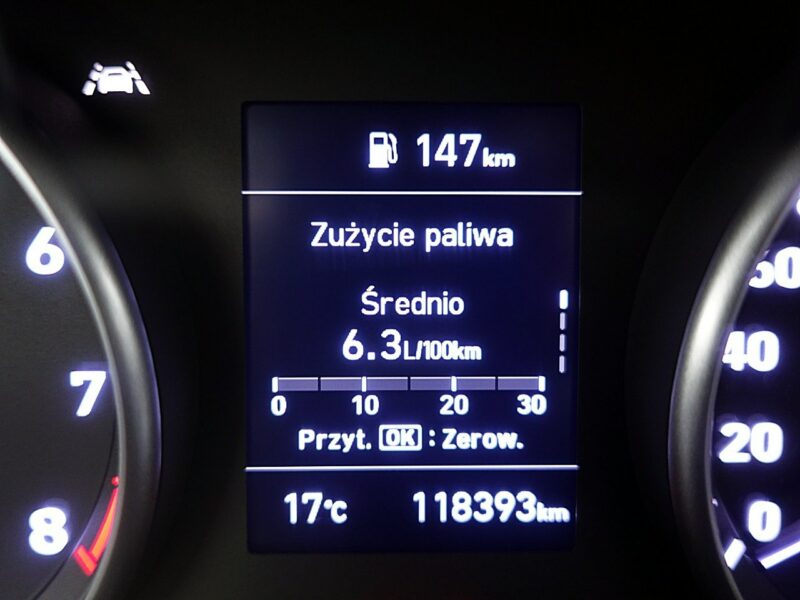 147km
Zużycie paliwa
Średnio
6.3L/100km
0 10 20 30
Przyt. OK : Zerow.
17°C 118393km
6
7
8
40
20
0